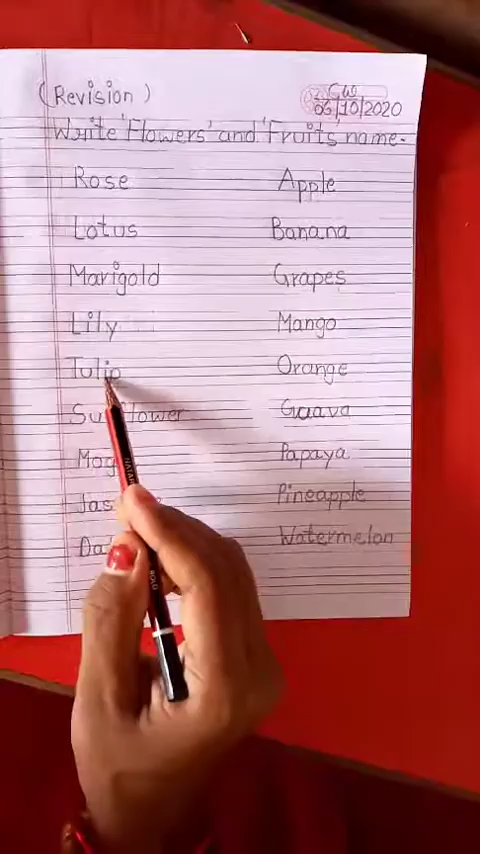 (Revision)
C.W
06/10/2020
Write 'Flowers' and 'Fruits name.
Rose Apple
Lotus Banana
Marigold Grapes
Lily Mango
Tulip Orange
Sunflower Guava
Papaya
Pineapple
Watermelon